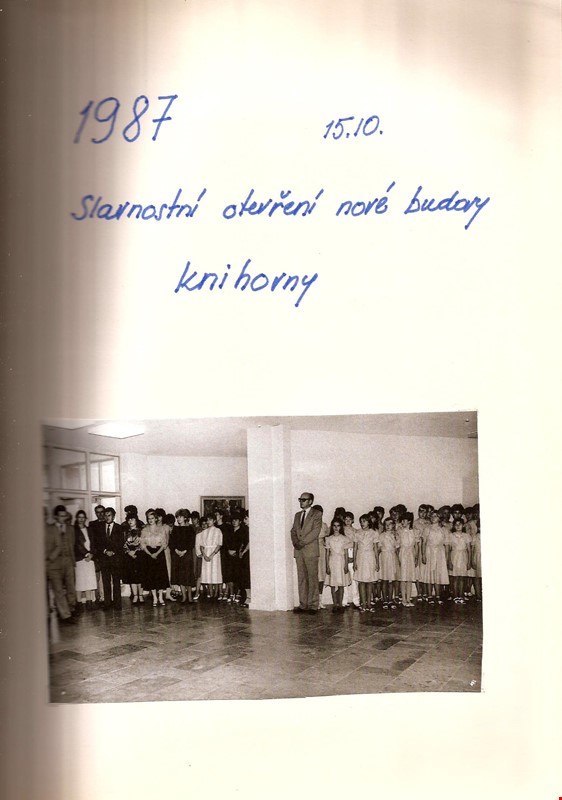 1987 15.10.
Slavnostní otevření nové budovy
knihovny